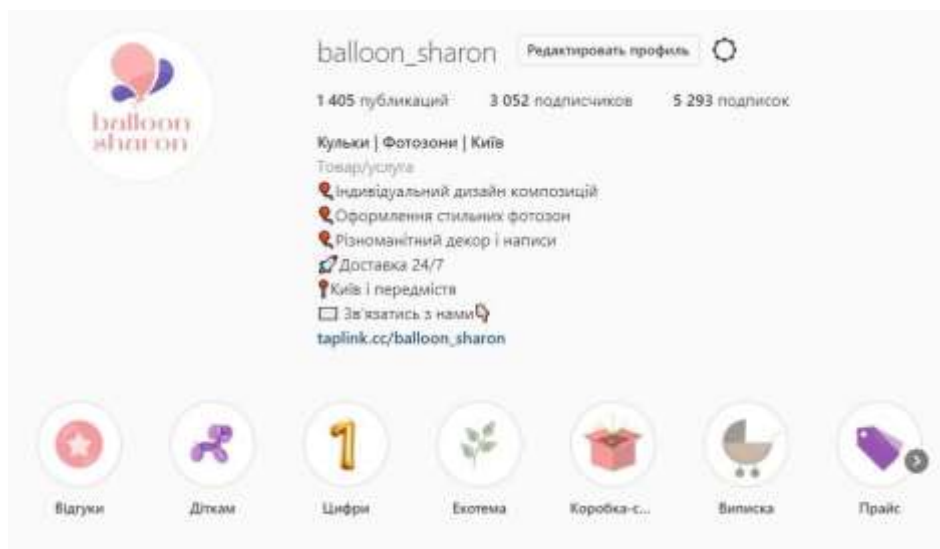 balloon
sharon
balloon_sharon Редактировать профиль
1 405 публикаций 3 052 подписчиков 5 293 подписок
Кульки | Фотозони | Київ
Товар/услуга
Індивідуальний дизайн композицій
Оформлення стильних фотозон
Різноманітний декор і написи
Доставка 24/7
Київ і передмістя
Зв'язатись з нами
taplink.cc/balloon_sharon
Відгуки Діткам Цифри Екотема Коробка-с... Виписка Прайс